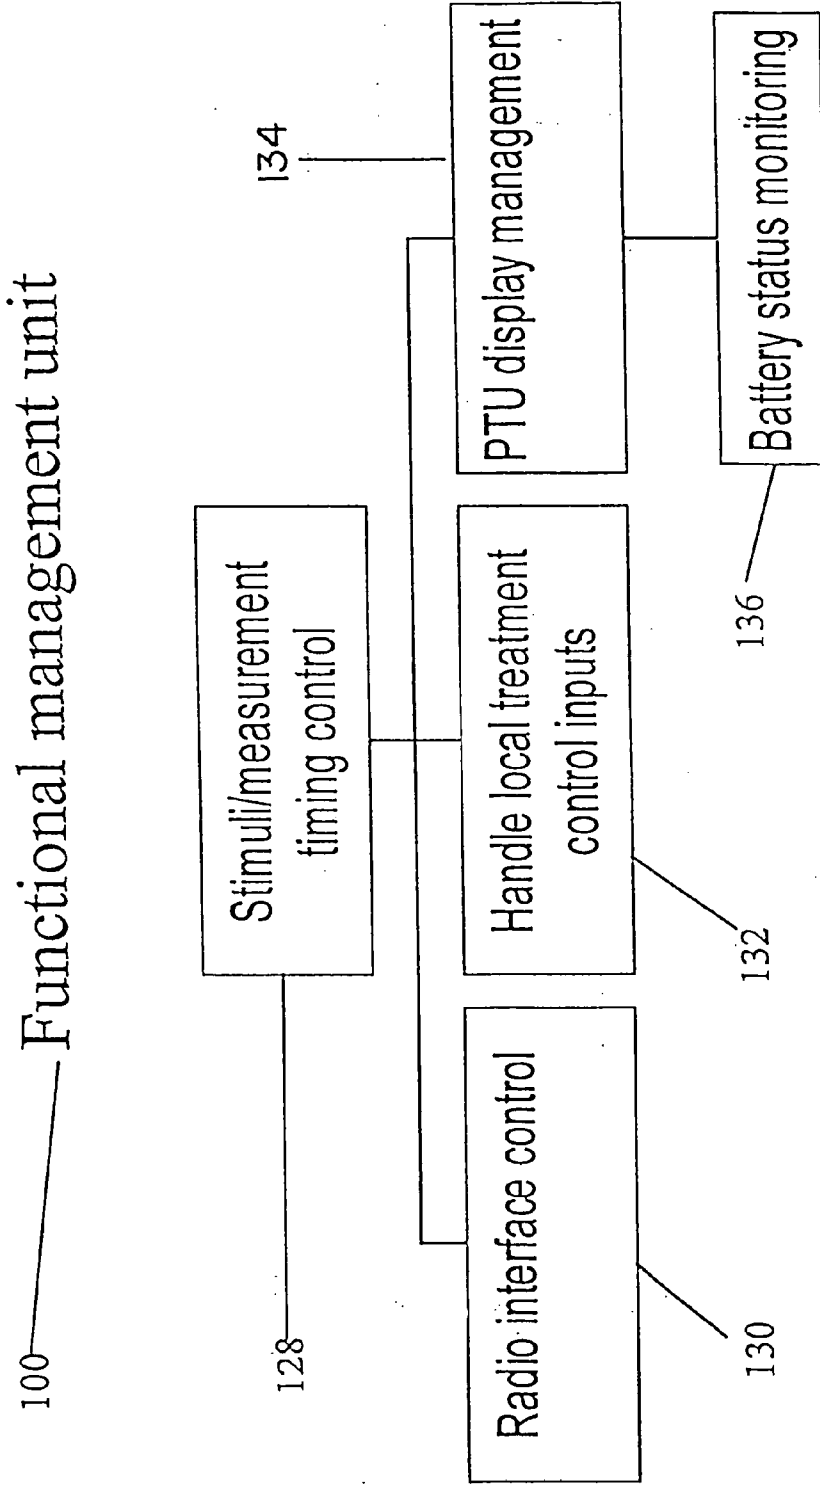 100
Functional management unit
128
Stimuli/measurement
timing control
134
Radio interface control
Handle local treatment
control inputs
PTU display management
130
132
136
Battery status monitoring